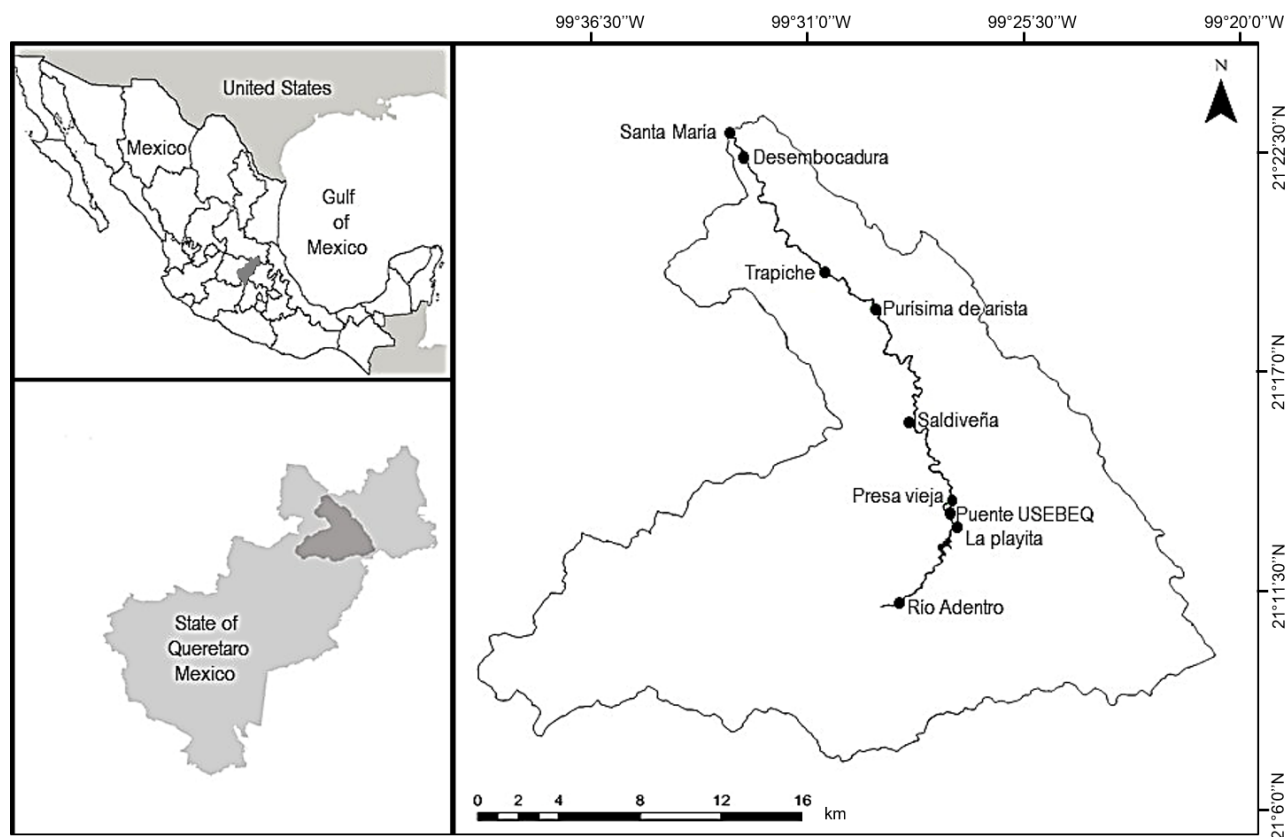 99°36'30''W
99°31'0''W
99°25'30''W
99°20'0''W
United States
Mexico
Gulf
of
Mexico
State of
Queretaro
Mexico
N
Santa María
Desembocadura
Trapiche
Purísima de arista
Saldiveña
Presa vieja
Puente USEBEQ
La playita
Río Adentro
21°22'30''N
21°17'0''N
21°11'30''N
21°6'0''N
0 2 4 8 12 16
km